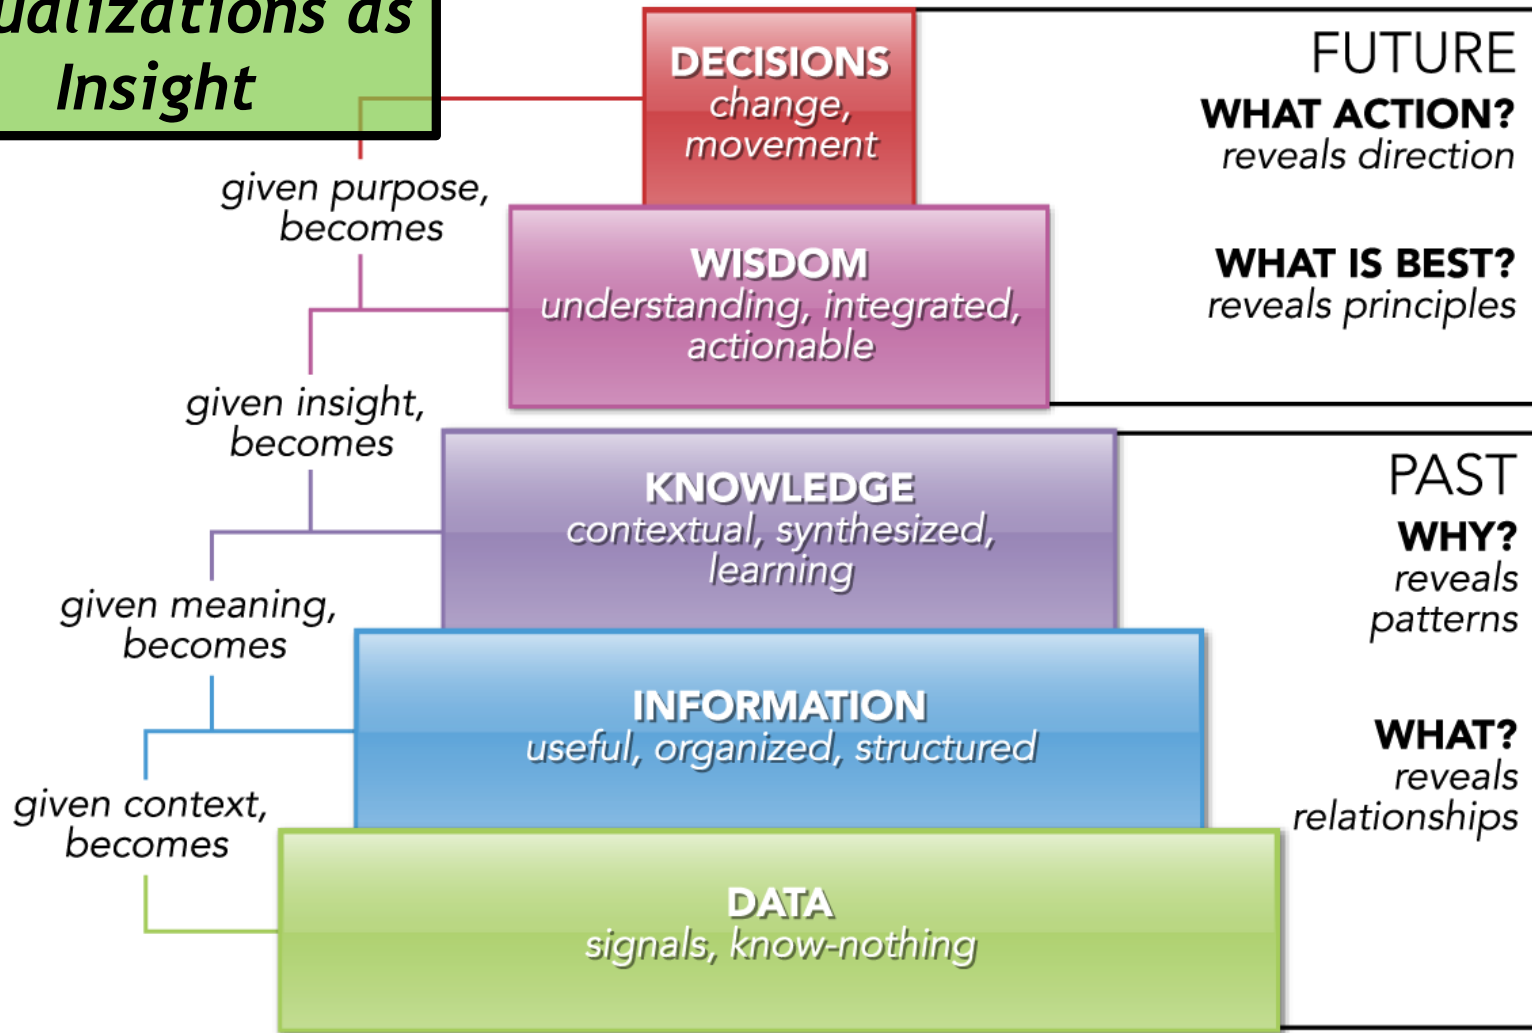 ualizations as
Insight
DECISIONS
change,
movement
FUTURE
WHAT ACTION?
reveals direction
given purpose,
becomes
WISDOM
understanding, integrated,
actionable
WHAT IS BEST?
reveals principles
given insight,
becomes
KNOWLEDGE
contextual, synthesized,
learning
PAST
WHY?
reveals
patterns
given meaning,
becomes
INFORMATION
useful, organized, structured
WHAT?
reveals
relationships
given context,
becomes
DATA
signals, know-nothing